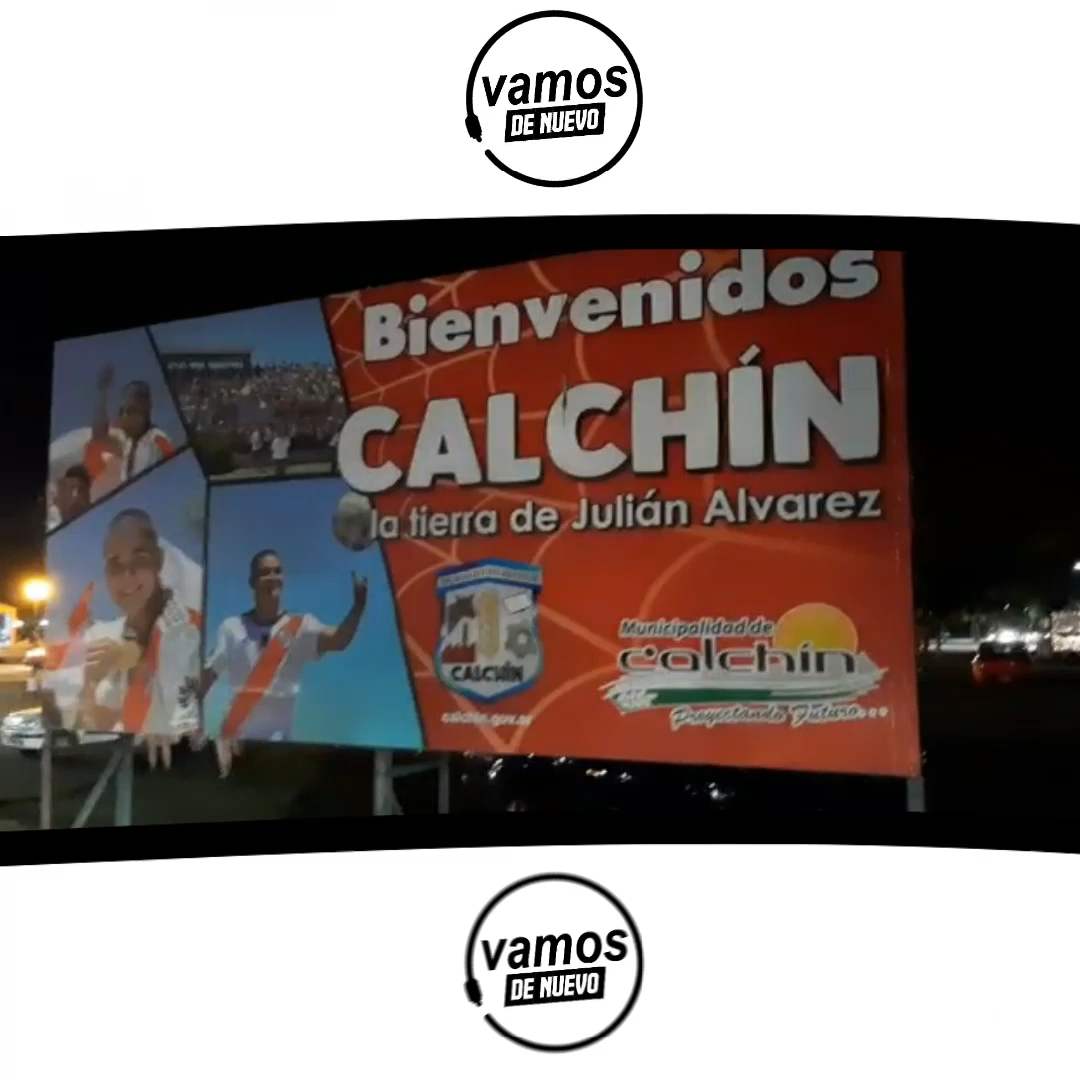 vamos
DE NUEVO
Bienvenidos
CALCHÍN
la tierra de Julián Alvarez
CALCHÍN
calchin.gov.ar
Municipalidad de
calchín
Proyectando Futuro...
vamos
DE NUEVO